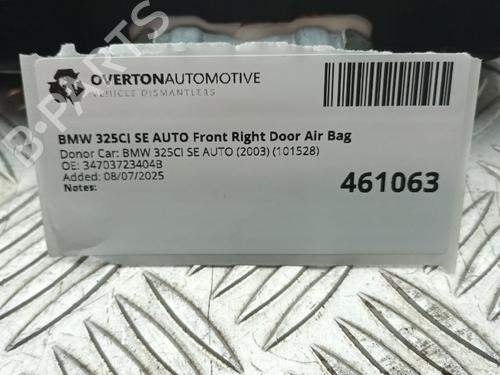 OVERTONAUTOMOTIVE
VEHICLE DISMANTLERS
BMW 325CI SE AUTO Front Right Door Air Bag
Donor Car: BMW 325CI SE AUTO (2003) (101528)
OE: 34703723404B
Added: 08/07/2025
Notes:
461063
B-PARTS